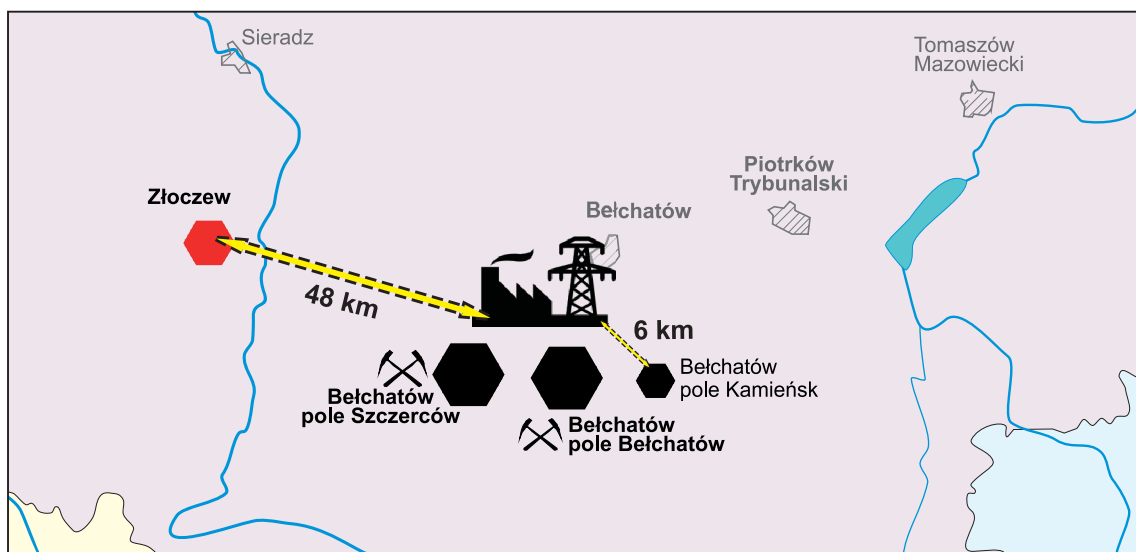 Sieradz
Tomaszów
Mazowiecki
Złoczew
Piotrków
Trybunalski
Bełchatów
48 km
6 km
Bełchatów
pole Kamieńsk
Bełchatów
pole Szczerców
Bełchatów
pole Bełchatów